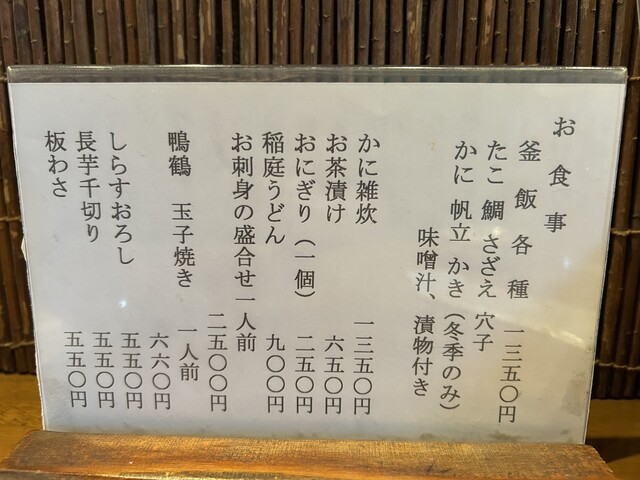 お食事
釜飯各種 一三五〇円
たこ 鯛 さざえ 穴子
かに 帆立 かき(冬季のみ)
味噌汁、漬物付き
かに雑炊 一三五〇円
お茶漬け 六五〇円
おにぎり(一個) 二五〇円
稲庭うどん 九〇〇円
お刺身の盛合せ一人前
二五〇〇円
鴨鶴 玉子焼き 一人前
六六〇円
しらすおろし 五五〇円
長芋千切り 五五〇円
板わさ 五五〇円